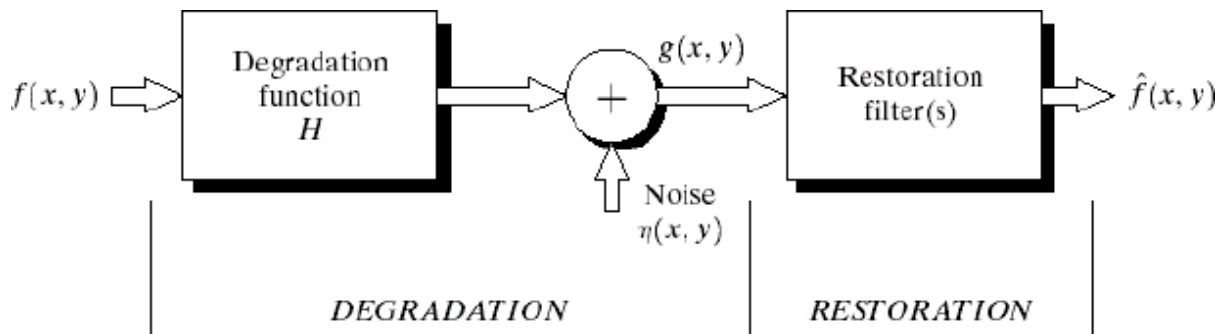 f(x, y)
Degradation
function
H
+
g(x, y)
Noise
η(x, y)
Restoration
filter(s)
f̂(x, y)
DEGRADATION
RESTORATION